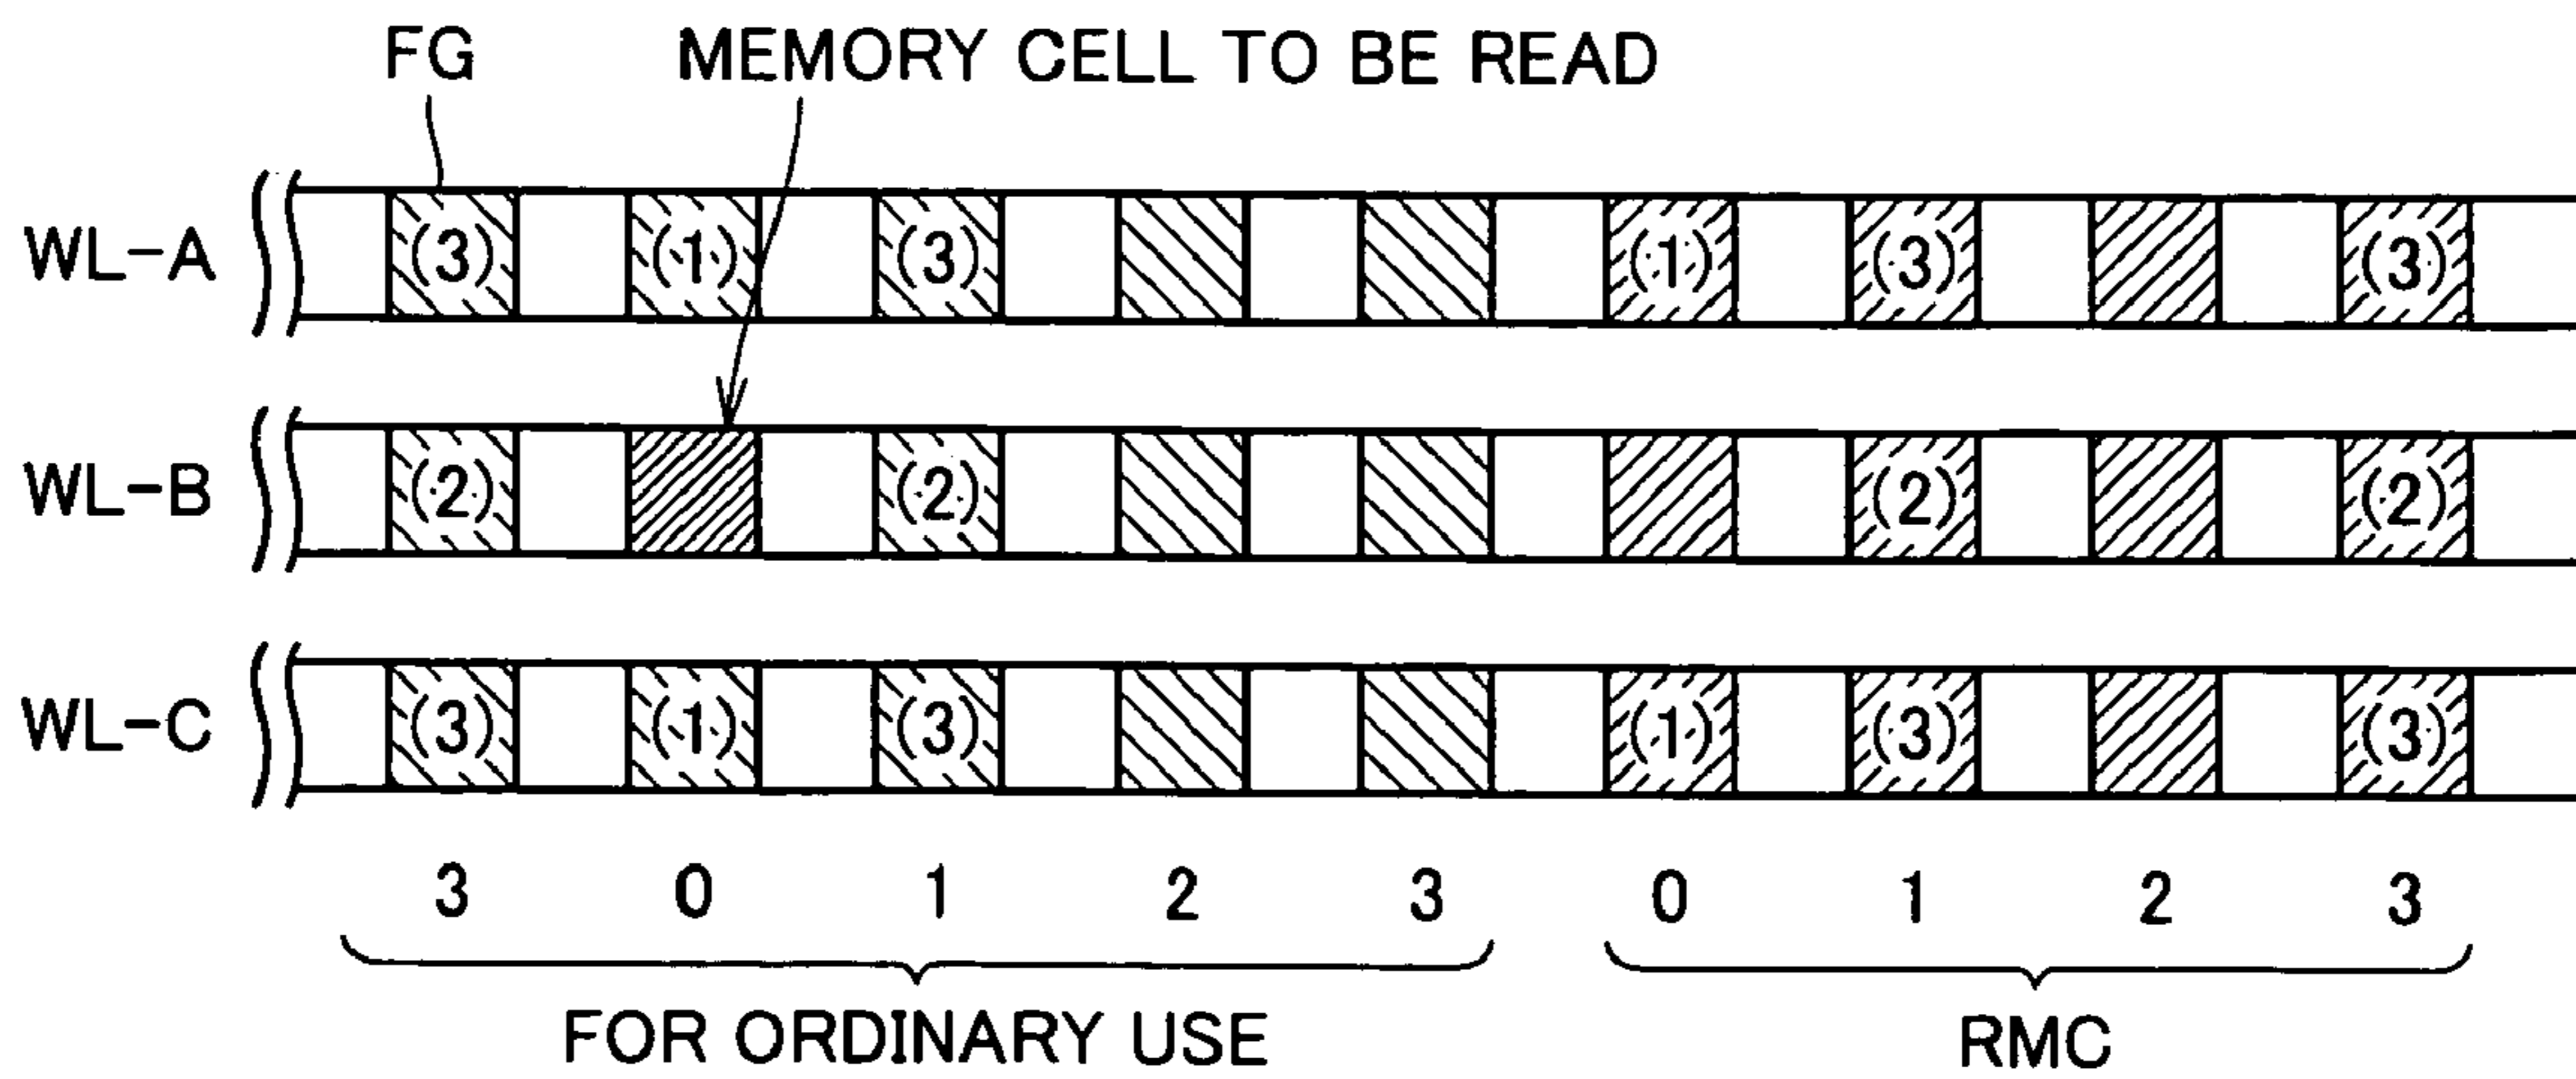 FG MEMORY CELL TO BE READ
WL-A (3) (1) (3) (1) (3) (3)
WL-B (2) (2) (2) (2)
WL-C (3) (1) (3) (1) (3) (3)
3 0 1 2 3 0 1 2 3
FOR ORDINARY USE RMC